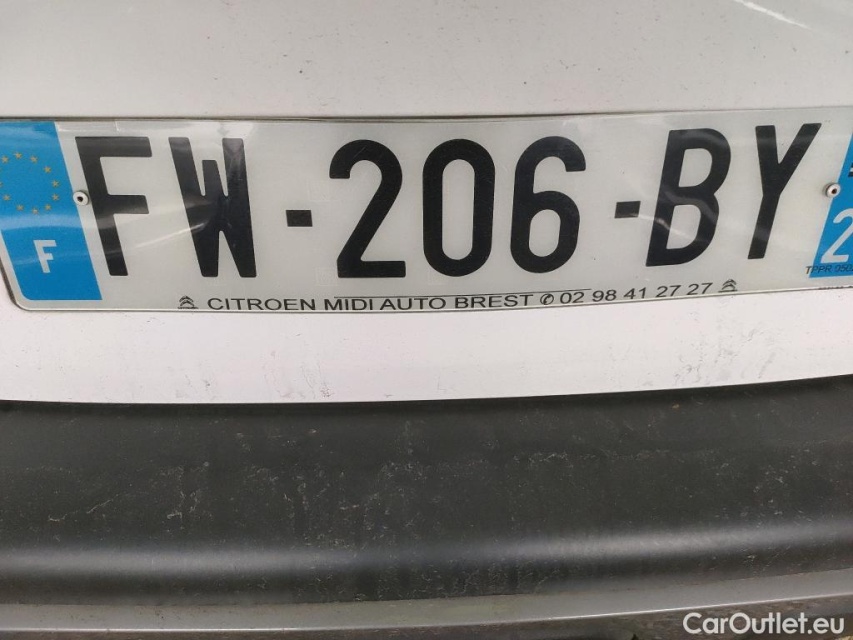 F
FW-206-BY
2
CITROEN MIDI AUTO BREST ✆ 02 98 41 27 27
CarOutlet.eu